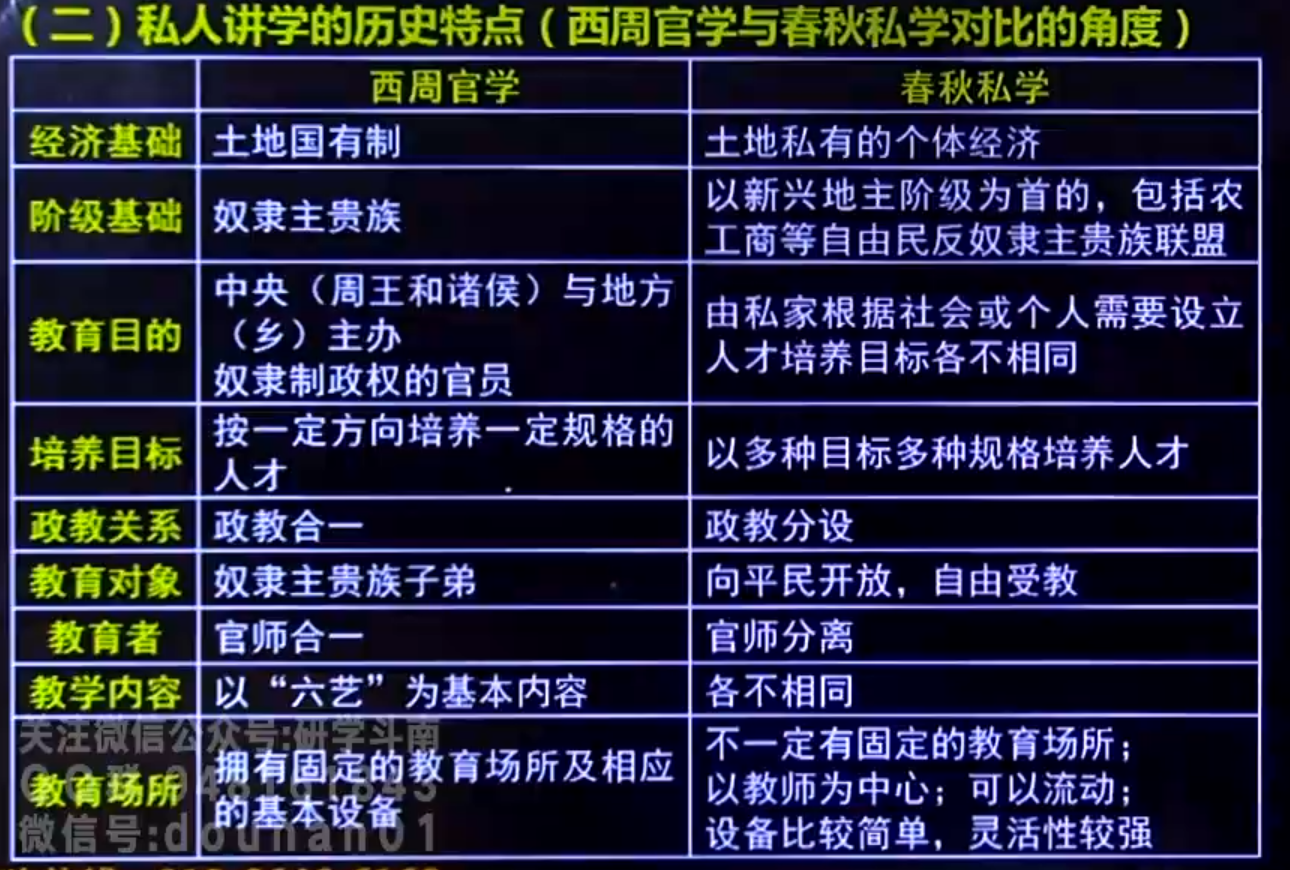 （二）私人讲学的历史特点（西周官学与春秋私学对比的角度）
西周官学
春秋私学
经济基础
土地国有制
土地私有的个体经济
阶级基础
奴隶主贵族
以新兴地主阶级为首的，包括农
工商等自由民反奴隶主贵族联盟
教育目的
中央（周王和诸侯）与地方
（乡）主办
奴隶制政权的官员
由私家根据社会或个人需要设立
人才培养目标各不相同
培养目标
按一定方向培养一定规格的
人才
以多种目标多种规格培养人才
政教关系
政教合一
政教分设
教育对象
奴隶主贵族子弟
向平民开放，自由受教
教育者
官师合一
官师分离
教学内容
以“六艺”为基本内容
各不相同
教育场所
拥有固定的教育场所及相应
的基本设备
不一定有固定的教育场所；
以教师为中心；可以流动；
设备比较简单，灵活性较强
关注微信公众号:研学斗南
微信号:dounan01